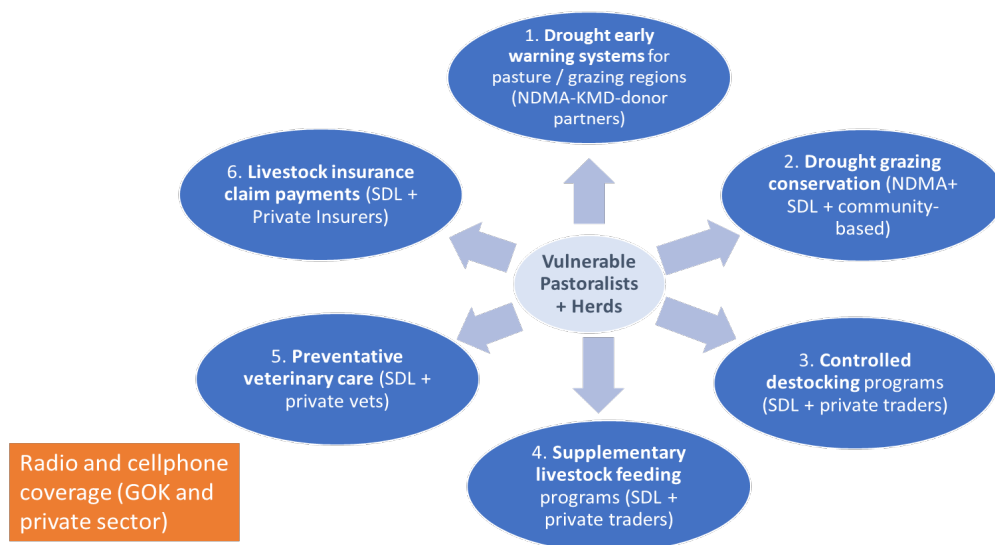 1. Drought early
warning systems for
pasture / grazing regions
(NDMA-KMD-donor
partners)
2. Drought grazing
conservation (NDMA+
SDL + community-
based)
3. Controlled
destocking programs
(SDL + private traders)
4. Supplementary
livestock feeding
programs (SDL +
private traders)
5. Preventative
veterinary care (SDL +
private vets)
6. Livestock insurance
claim payments (SDL +
Private Insurers)
Vulnerable
Pastoralists
+ Herds
Radio and cellphone
coverage (GOK and
private sector)